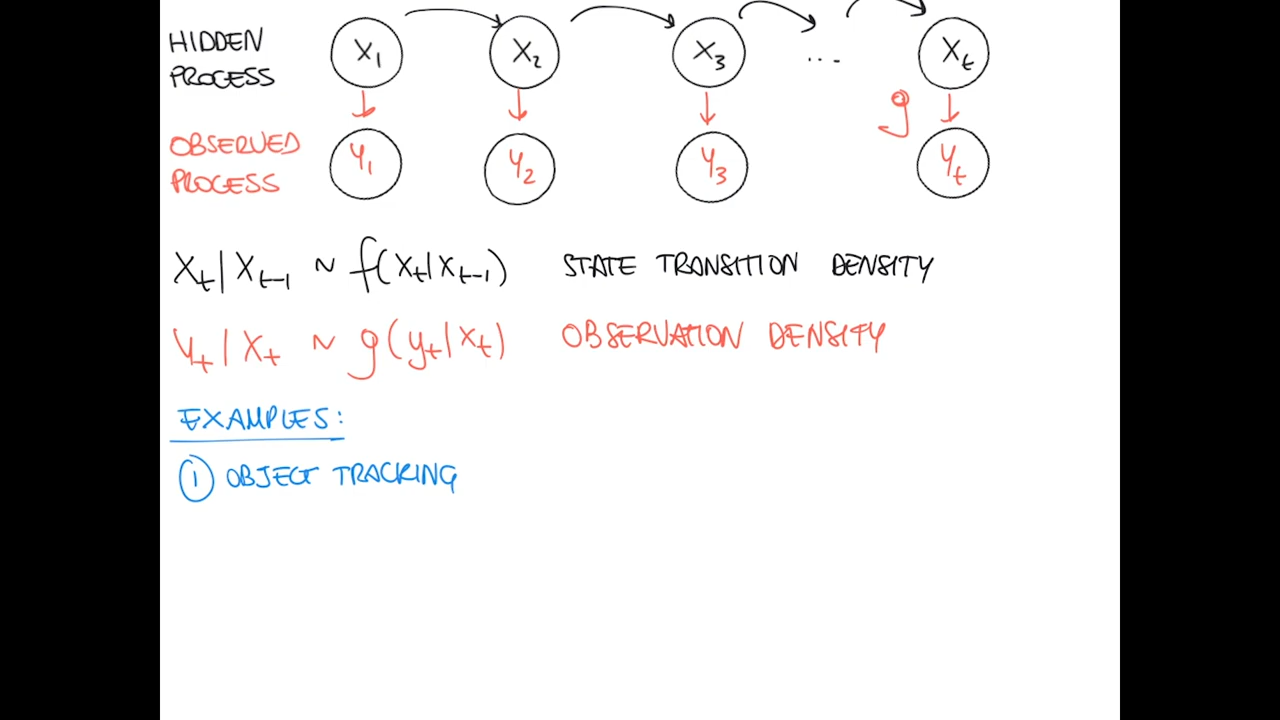 HIDDEN PROCESS
X₁ X₂ X₃ ... Xₜ
g
OBSERVED PROCESS
Y₁ Y₂ Y₃ Yₜ
Xₜ | Xₜ₋₁ ~ f(xₜ | xₜ₋₁) STATE TRANSITION DENSITY
Yₜ | Xₜ ~ g(yₜ | xₜ) OBSERVATION DENSITY
EXAMPLES:
① OBJECT TRACKING